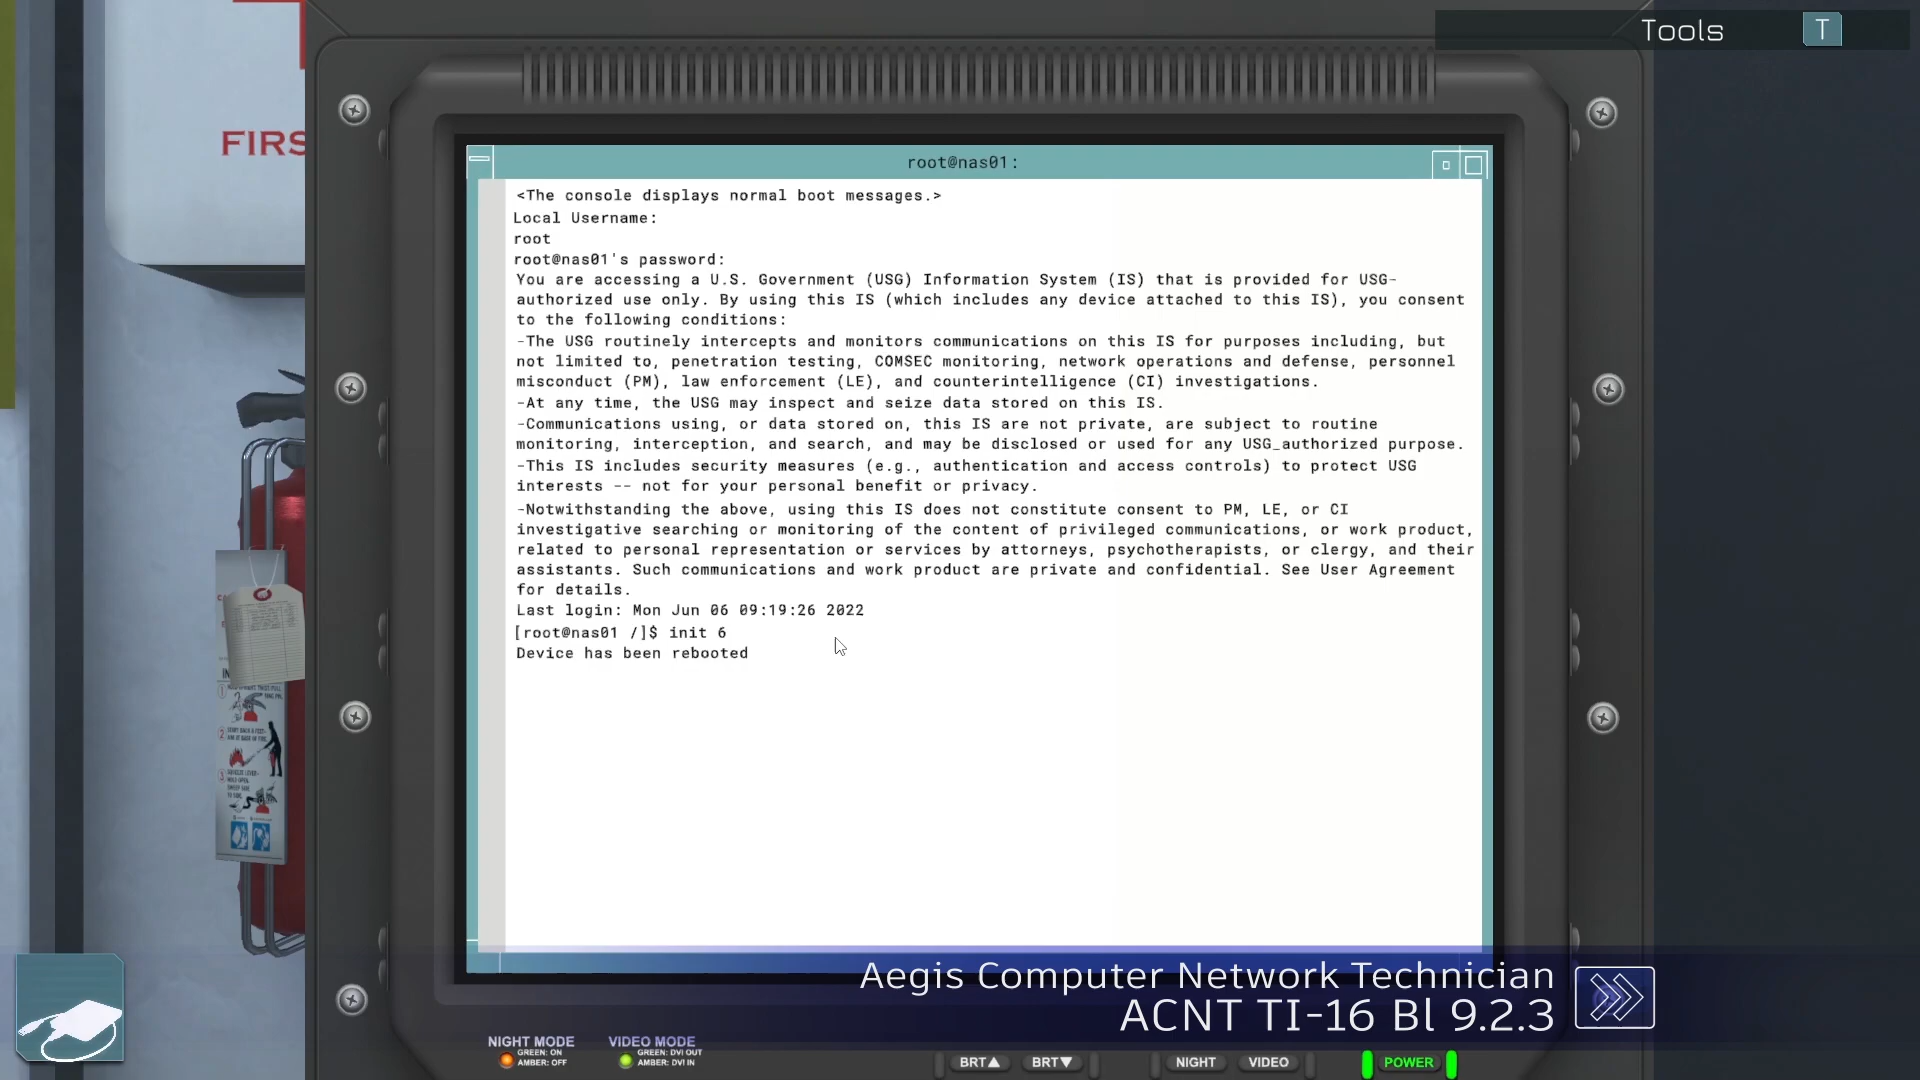 Tools T
FIRS
root@nas01:
<The console displays normal boot messages.>
Local Username:
root
root@nas01's password:
You are accessing a U.S. Government (USG) Information System (IS) that is provided for USG-
authorized use only. By using this IS (which includes any device attached to this IS), you consent
to the following conditions:
-The USG routinely intercepts and monitors communications on this IS for purposes including, but
not limited to, penetration testing, COMSEC monitoring, network operations and defense, personnel
misconduct (PM), law enforcement (LE), and counterintelligence (CI) investigations.
-At any time, the USG may inspect and seize data stored on this IS.
-Communications using, or data stored on, this IS are not private, are subject to routine
monitoring, interception, and search, and may be disclosed or used for any USG_authorized purpose.
-This IS includes security measures (e.g., authentication and access controls) to protect USG
interests -- not for your personal benefit or privacy.
-Notwithstanding the above, using this IS does not constitute consent to PM, LE, or CI
investigative searching or monitoring of the content of privileged communications, or work product,
related to personal representation or services by attorneys, psychotherapists, or clergy, and their
assistants. Such communications and work product are private and confidential. See User Agreement
for details.
Last login: Mon Jun 06 09:19:26 2022
[root@nas01 /]$ init 6
Device has been rebooted
Aegis Computer Network Technician
ACNT TI-16 Bl 9.2.3
NIGHT MODE
GREEN: ON
AMBER: OFF
VIDEO MODE
GREEN: DVI OUT
AMBER: DVI IN
BRT▲ BRT▼ NIGHT VIDEO POWER